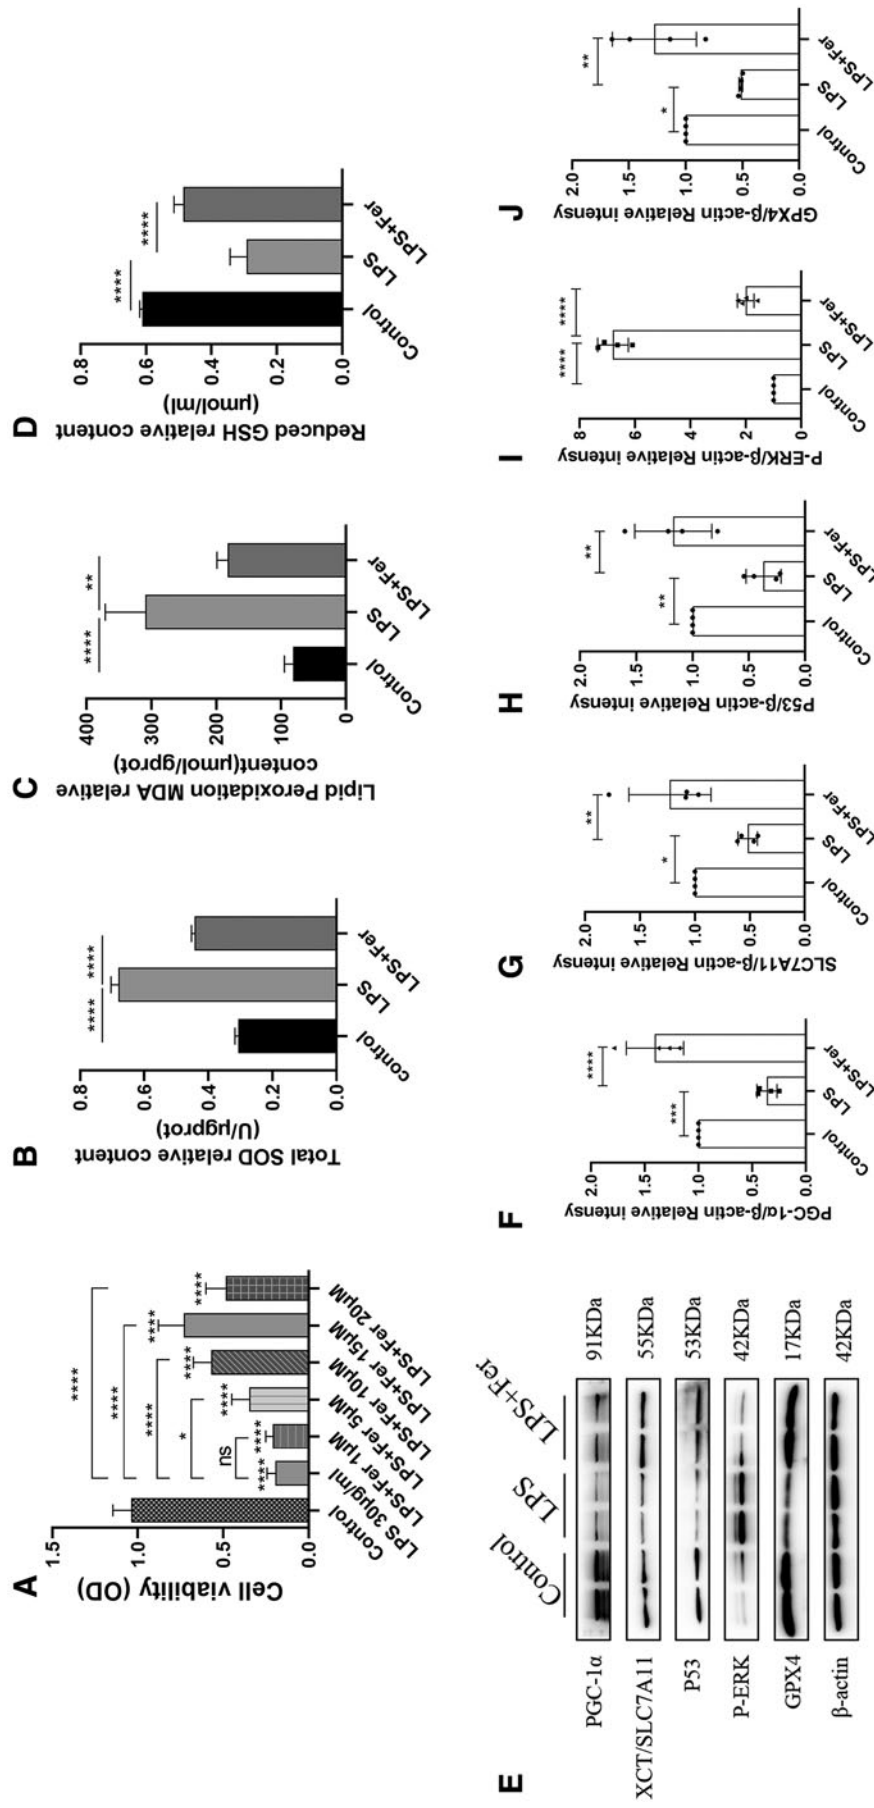 A
Cell viability (OD)
1.5
1.0
0.5
0.0
****
****
****
*
ns
****
****
****
****
****
****
Control
LPS 30μg/ml
LPS+Fer 1μM
LPS+Fer 5μM
LPS+Fer 10μM
LPS+Fer 15μM
LPS+Fer 20μM
B
Total SOD relative content
(U/μgprot)
0.8
0.6
0.4
0.2
0.0
****
****
control
LPS
LPS+Fer
C
Lipid Peroxidation MDA relative
content(μmol/gprot)
400
300
200
100
0
****
**
Control
LPS
LPS+Fer
D
Reduced GSH relative content
(μmol/ml)
0.8
0.6
0.4
0.2
0.0
****
****
Control
LPS
LPS+Fer
E
Control
LPS
LPS+Fer
PGC-1α 91KDa
XCT/SLC7A11 55KDa
P53 53KDa
P-ERK 42KDa
GPX4 17KDa
β-actin 42KDa
F
PGC-1α/β-actin Relative intensy
2.0
1.5
1.0
0.5
0.0
***
****
Control
LPS
LPS+Fer
G
SLC7A11/β-actin Relative intensy
2.0
1.5
1.0
0.5
0.0
*
**
Control
LPS
LPS+Fer
H
P53/β-actin Relative intensy
2.0
1.5
1.0
0.5
0.0
**
**
Control
LPS
LPS+Fer
I
P-ERK/β-actin Relative intensy
8
6
4
2
0
****
****
Control
LPS
LPS+Fer
J
GPX4/β-actin Relative intensy
2.0
1.5
1.0
0.5
0.0
*
**
Control
LPS
LPS+Fer